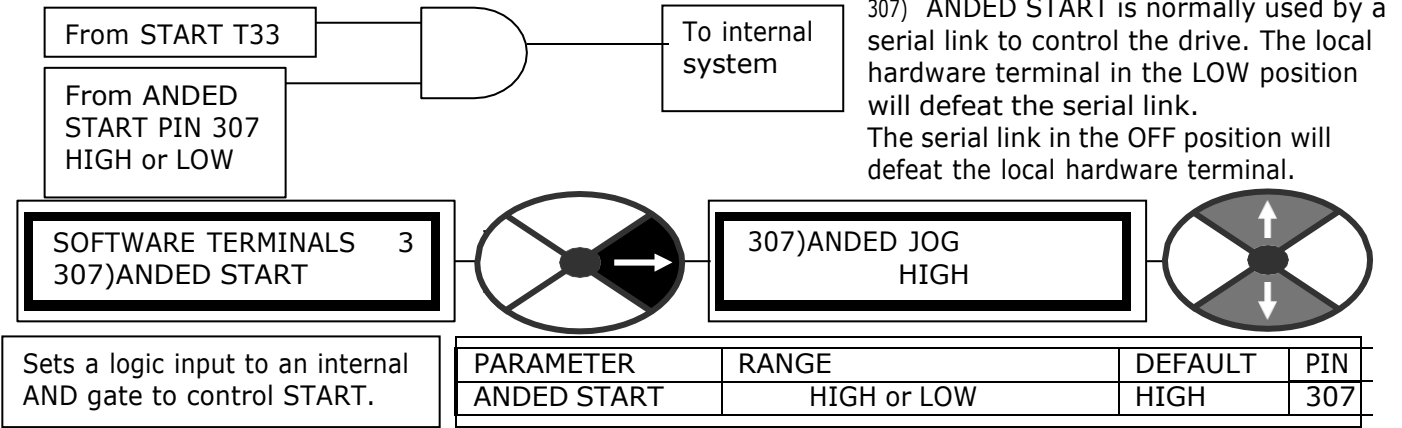 From START T33
From ANDED
START PIN 307
HIGH or LOW
To internal
system
307) ANDED START is normally used by a
serial link to control the drive. The local
hardware terminal in the LOW position
will defeat the serial link.
The serial link in the OFF position will
defeat the local hardware terminal.
SOFTWARE TERMINALS 3
307)ANDED START
307)ANDED JOG
HIGH
Sets a logic input to an internal
AND gate to control START.
PARAMETER RANGE DEFAULT PIN
ANDED START HIGH or LOW HIGH 307